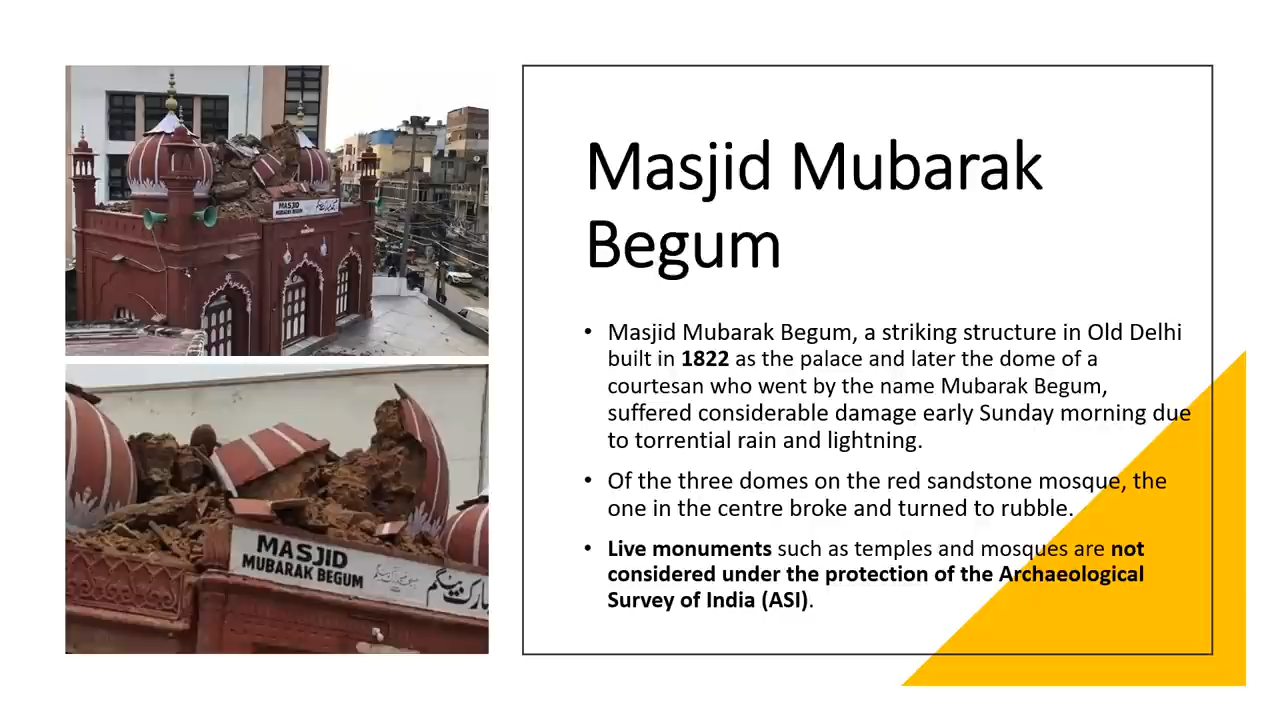 MASJID
MUBARAK BEGUM
MASJID
MUBARAK BEGUM
Masjid Mubarak
Begum
• Masjid Mubarak Begum, a striking structure in Old Delhi
built in 1822 as the palace and later the dome of a
courtesan who went by the name Mubarak Begum,
suffered considerable damage early Sunday morning due
to torrential rain and lightning.
• Of the three domes on the red sandstone mosque, the
one in the centre broke and turned to rubble.
• Live monuments such as temples and mosques are not
considered under the protection of the Archaeological
Survey of India (ASI).